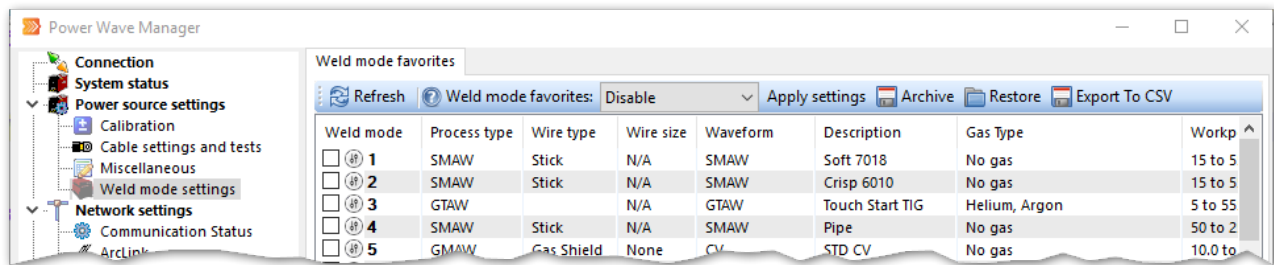 Power Wave Manager
Connection
System status
Power source settings
Calibration
Cable settings and tests
Miscellaneous
Weld mode settings
Network settings
Communication Status
ArcLink
Weld mode favorites
Refresh Weld mode favorites: Disable Apply settings Archive Restore Export To CSV
Weld mode Process type Wire type Wire size Waveform Description Gas Type Workp
1 SMAW Stick N/A SMAW Soft 7018 No gas 15 to 5
2 SMAW Stick N/A SMAW Crisp 6010 No gas 15 to 5
3 GTAW N/A GTAW Touch Start TIG Helium, Argon 5 to 55
4 SMAW Stick N/A SMAW Pipe No gas 50 to 2
5 GMAW Gas Shield None CV STD CV No gas 10.0 to